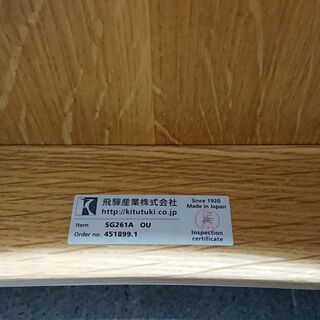 飛騨産業株式会社
http://kitutuki.co.jp
Item SG261A OU
Order no. 451899.1
Since 1920
Made in Japan
Inspection
certificate